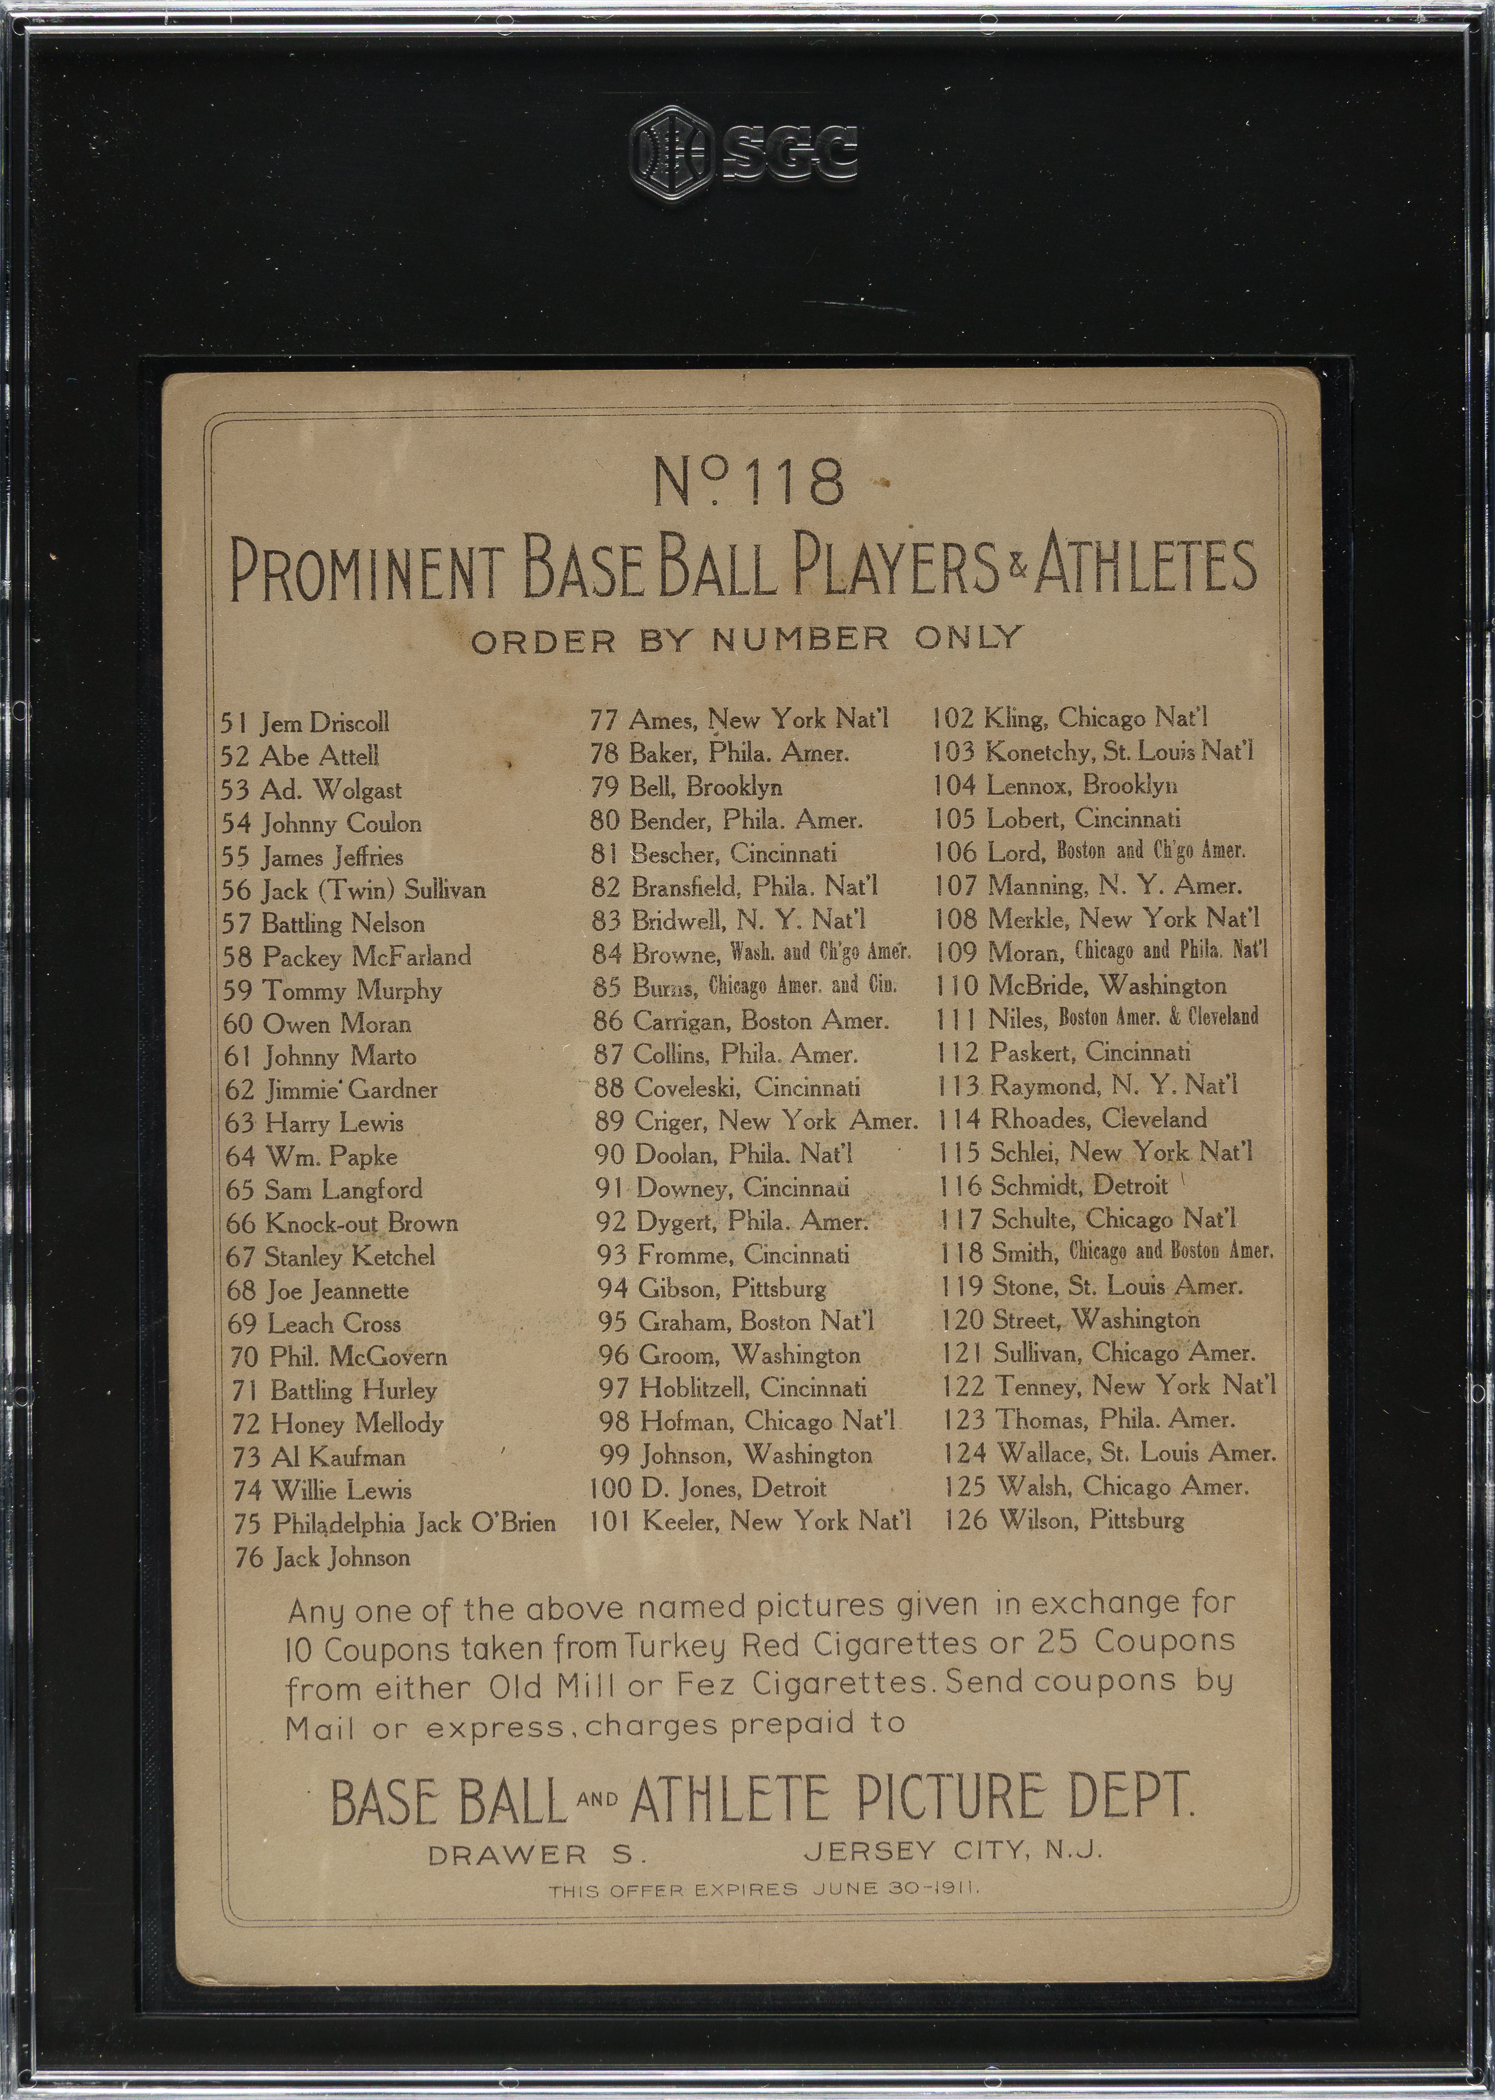 SGC
No. 118
PROMINENT BASE BALL PLAYERS & ATHLETES
ORDER BY NUMBER ONLY
51 Jem Driscoll
52 Abe Attell
53 Ad. Wolgast
54 Johnny Coulon
55 James Jeffries
56 Jack (Twin) Sullivan
57 Battling Nelson
58 Packey McFarland
59 Tommy Murphy
60 Owen Moran
61 Johnny Marto
62 Jimmie Gardner
63 Harry Lewis
64 Wm. Papke
65 Sam Langford
66 Knock-out Brown
67 Stanley Ketchel
68 Joe Jeannette
69 Leach Cross
70 Phil. McGovern
71 Battling Hurley
72 Honey Mellody
73 Al Kaufman
74 Willie Lewis
75 Philadelphia Jack O'Brien
76 Jack Johnson
77 Ames, New York Nat'l
78 Baker, Phila. Amer.
79 Bell, Brooklyn
80 Bender, Phila. Amer.
81 Bescher, Cincinnati
82 Bransfield, Phila. Nat'l
83 Bridwell, N. Y. Nat'l
84 Browne, Wash. and Ch'go Amer.
85 Burns, Chicago Amer. and Cin.
86 Carrigan, Boston Amer.
87 Collins, Phila. Amer.
88 Coveleski, Cincinnati
89 Criger, New York Amer.
90 Doolan, Phila. Nat'l
91 Downey, Cincinnati
92 Dygert, Phila. Amer.
93 Fromme, Cincinnati
94 Gibson, Pittsburg
95 Graham, Boston Nat'l
96 Groom, Washington
97 Hoblitzell, Cincinnati
98 Hofman, Chicago Nat'l
99 Johnson, Washington
100 D. Jones, Detroit
101 Keeler, New York Nat'l
102 Kling, Chicago Nat'l
103 Konetchy, St. Louis Nat'l
104 Lennox, Brooklyn
105 Lobert, Cincinnati
106 Lord, Boston and Ch'go Amer.
107 Manning, N. Y. Amer.
108 Merkle, New York Nat'l
109 Moran, Chicago and Phila. Nat'l
110 McBride, Washington
111 Niles, Boston Amer. & Cleveland
112 Paskert, Cincinnati
113 Raymond, N. Y. Nat'l
114 Rhoades, Cleveland
115 Schlei, New York Nat'l
116 Schmidt, Detroit
117 Schulte, Chicago Nat'l
118 Smith, Chicago and Boston Amer.
119 Stone, St. Louis Amer.
120 Street, Washington
121 Sullivan, Chicago Amer.
122 Tenney, New York Nat'l
123 Thomas, Phila. Amer.
124 Wallace, St. Louis Amer.
125 Walsh, Chicago Amer.
126 Wilson, Pittsburg
Any one of the above named pictures given in exchange for
10 Coupons taken from Turkey Red Cigarettes or 25 Coupons
from either Old Mill or Fez Cigarettes. Send coupons by
Mail or express, charges prepaid to
BASE BALL AND ATHLETE PICTURE DEPT.
DRAWER S. JERSEY CITY, N.J.
THIS OFFER EXPIRES JUNE 30-1911.